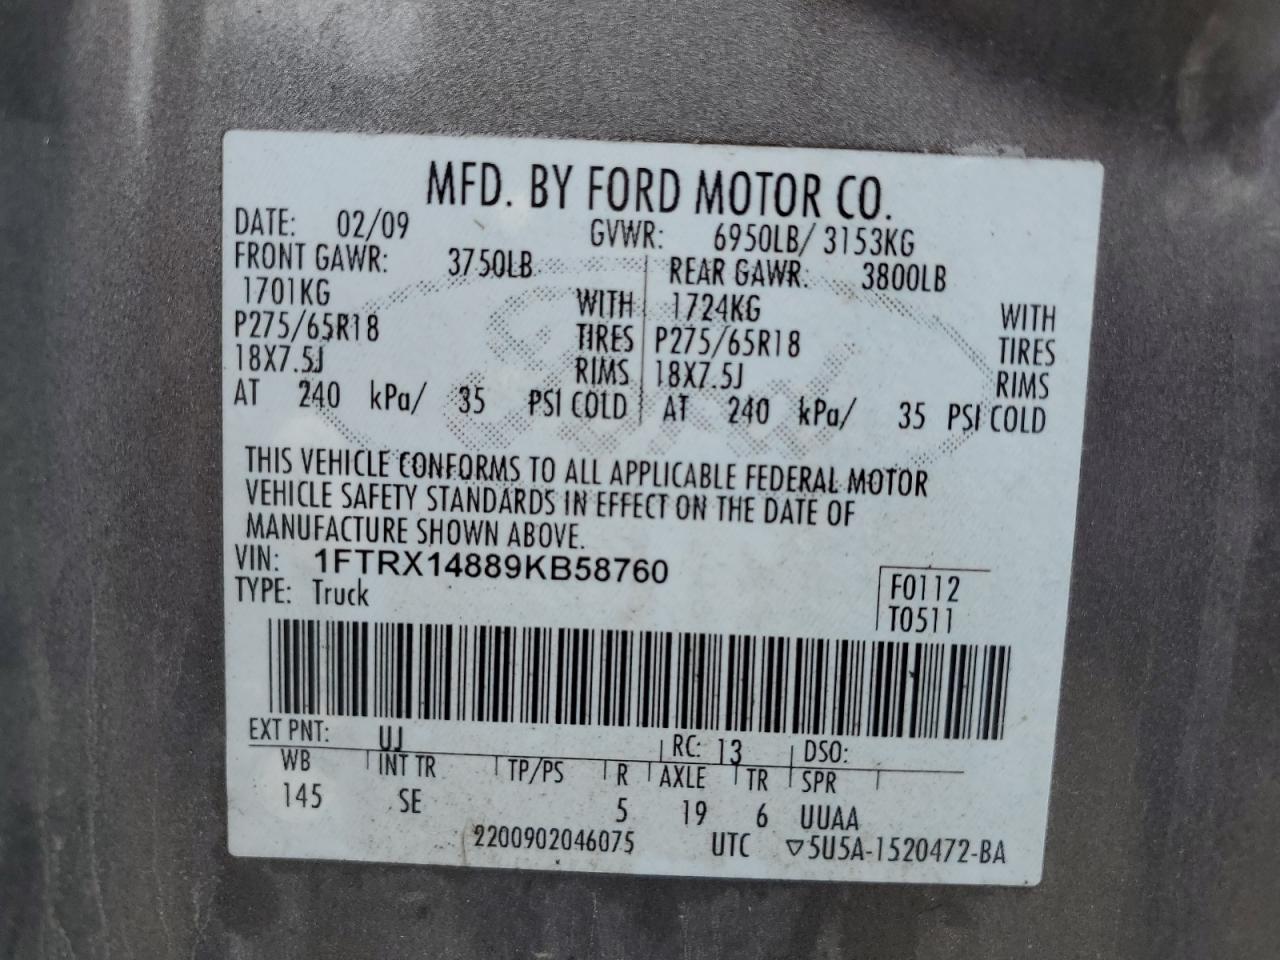 MFD. BY FORD MOTOR CO.
DATE: 02/09 GVWR: 6950LB/ 3153KG
FRONT GAWR: 3750LB REAR GAWR: 3800LB
1701KG WITH 1724KG WITH
P275/65R18 TIRES P275/65R18 TIRES
18X7.5J RIMS 18X7.5J RIMS
AT 240 kPa/ 35 PSI COLD AT 240 kPa/ 35 PSI COLD
Ford
THIS VEHICLE CONFORMS TO ALL APPLICABLE FEDERAL MOTOR
VEHICLE SAFETY STANDARDS IN EFFECT ON THE DATE OF
MANUFACTURE SHOWN ABOVE.
VIN: 1FTRX14889KB58760
TYPE: Truck
F0112
T0511
EXT PNT: UJ RC: 13 DSO:
WB INT TR TP/PS R AXLE TR SPR
145 SE 5 19 6 UUAA
2200902046075 UTC ▽5U5A-1520472-BA